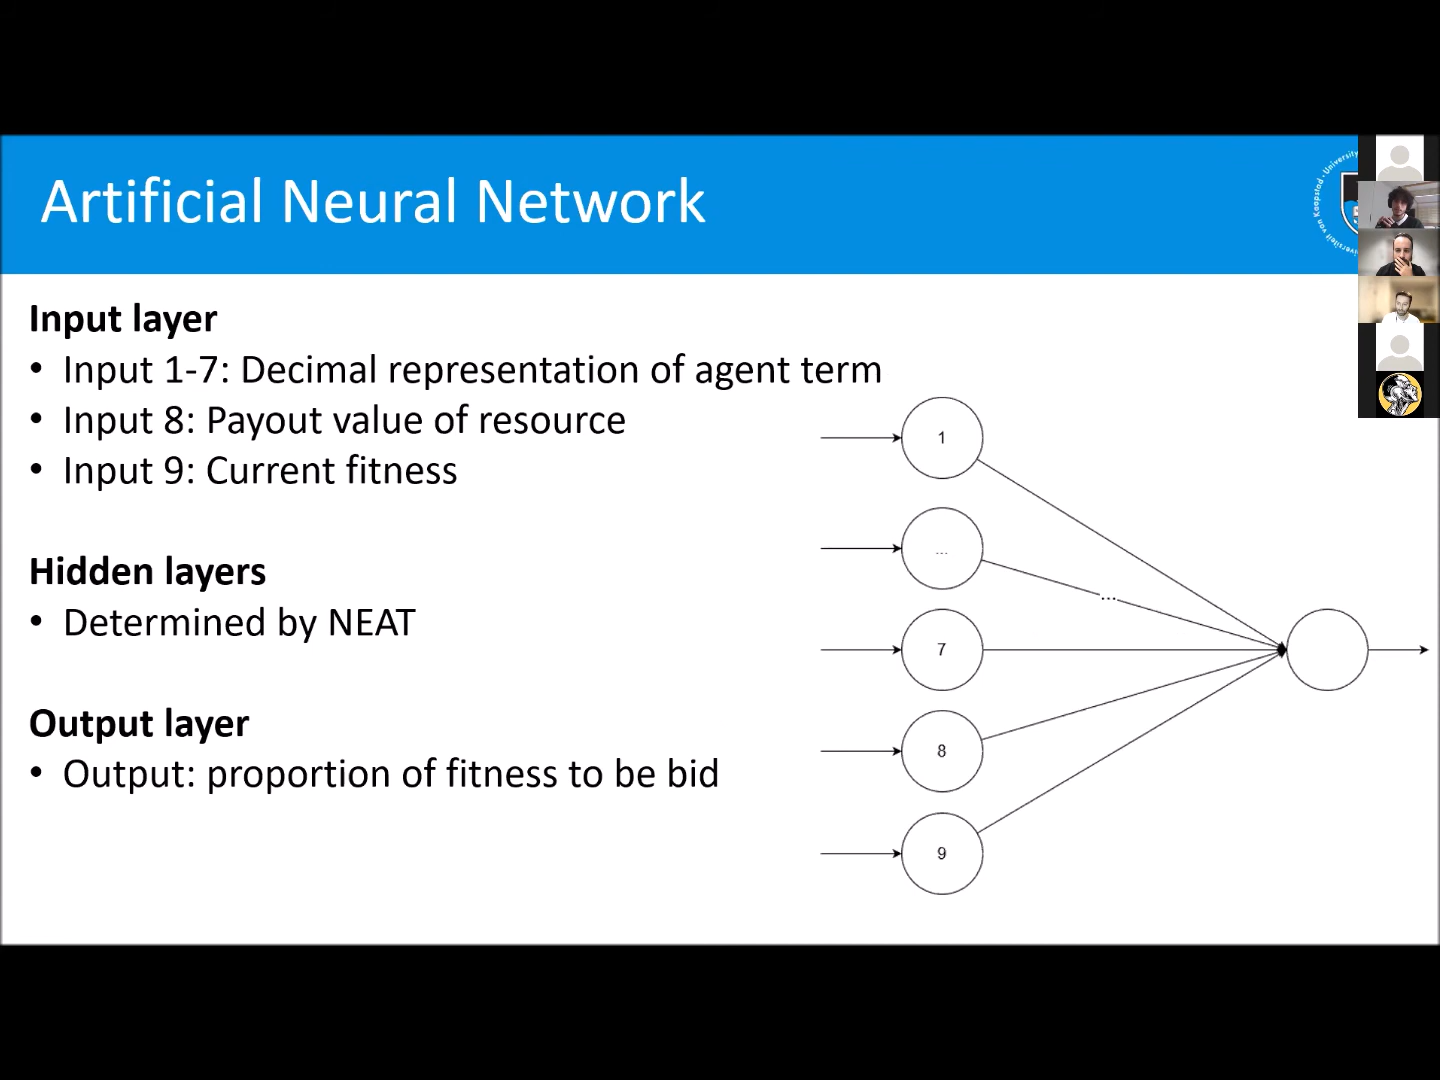 Artificial Neural Network
Input layer
• Input 1-7: Decimal representation of agent term
• Input 8: Payout value of resource
• Input 9: Current fitness
Hidden layers
• Determined by NEAT
Output layer
• Output: proportion of fitness to be bid
1
...
...
7
8
9